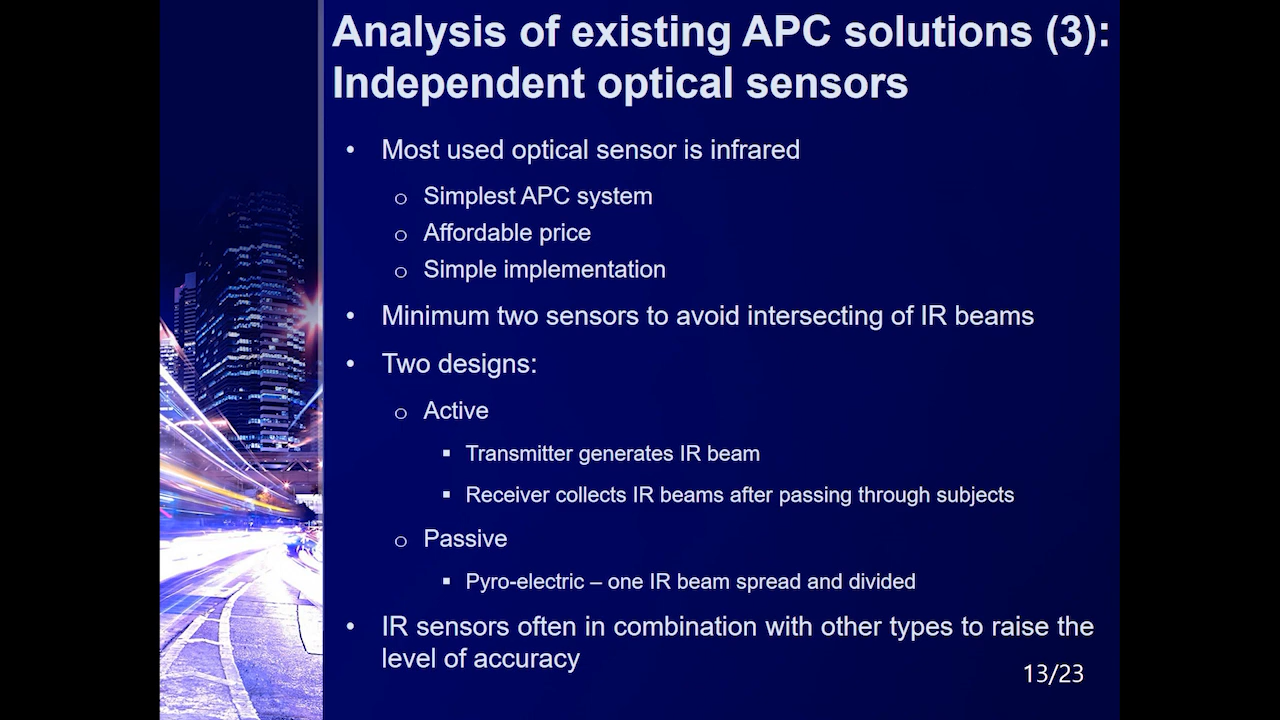 Analysis of existing APC solutions (3):
Independent optical sensors
• Most used optical sensor is infrared
o Simplest APC system
o Affordable price
o Simple implementation
• Minimum two sensors to avoid intersecting of IR beams
• Two designs:
o Active
▪ Transmitter generates IR beam
▪ Receiver collects IR beams after passing through subjects
o Passive
▪ Pyro-electric – one IR beam spread and divided
• IR sensors often in combination with other types to raise the
level of accuracy
13/23